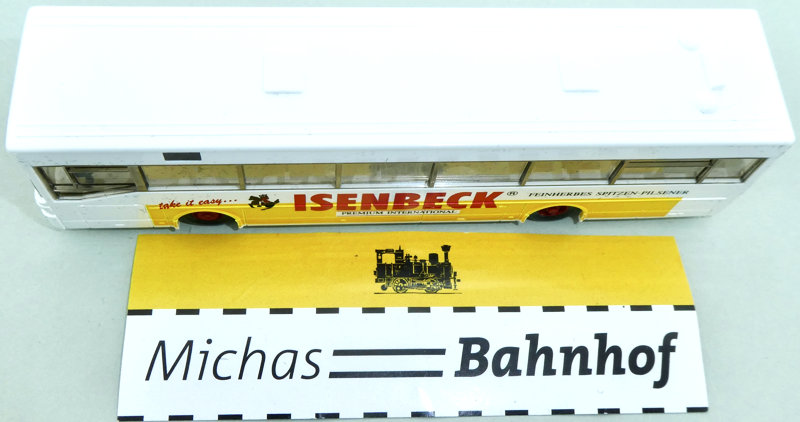 take it easy... ISENBECK ® FEINHERBES SPITZEN-PILSENER
PREMIUM INTERNATIONAL
Michas Bahnhof